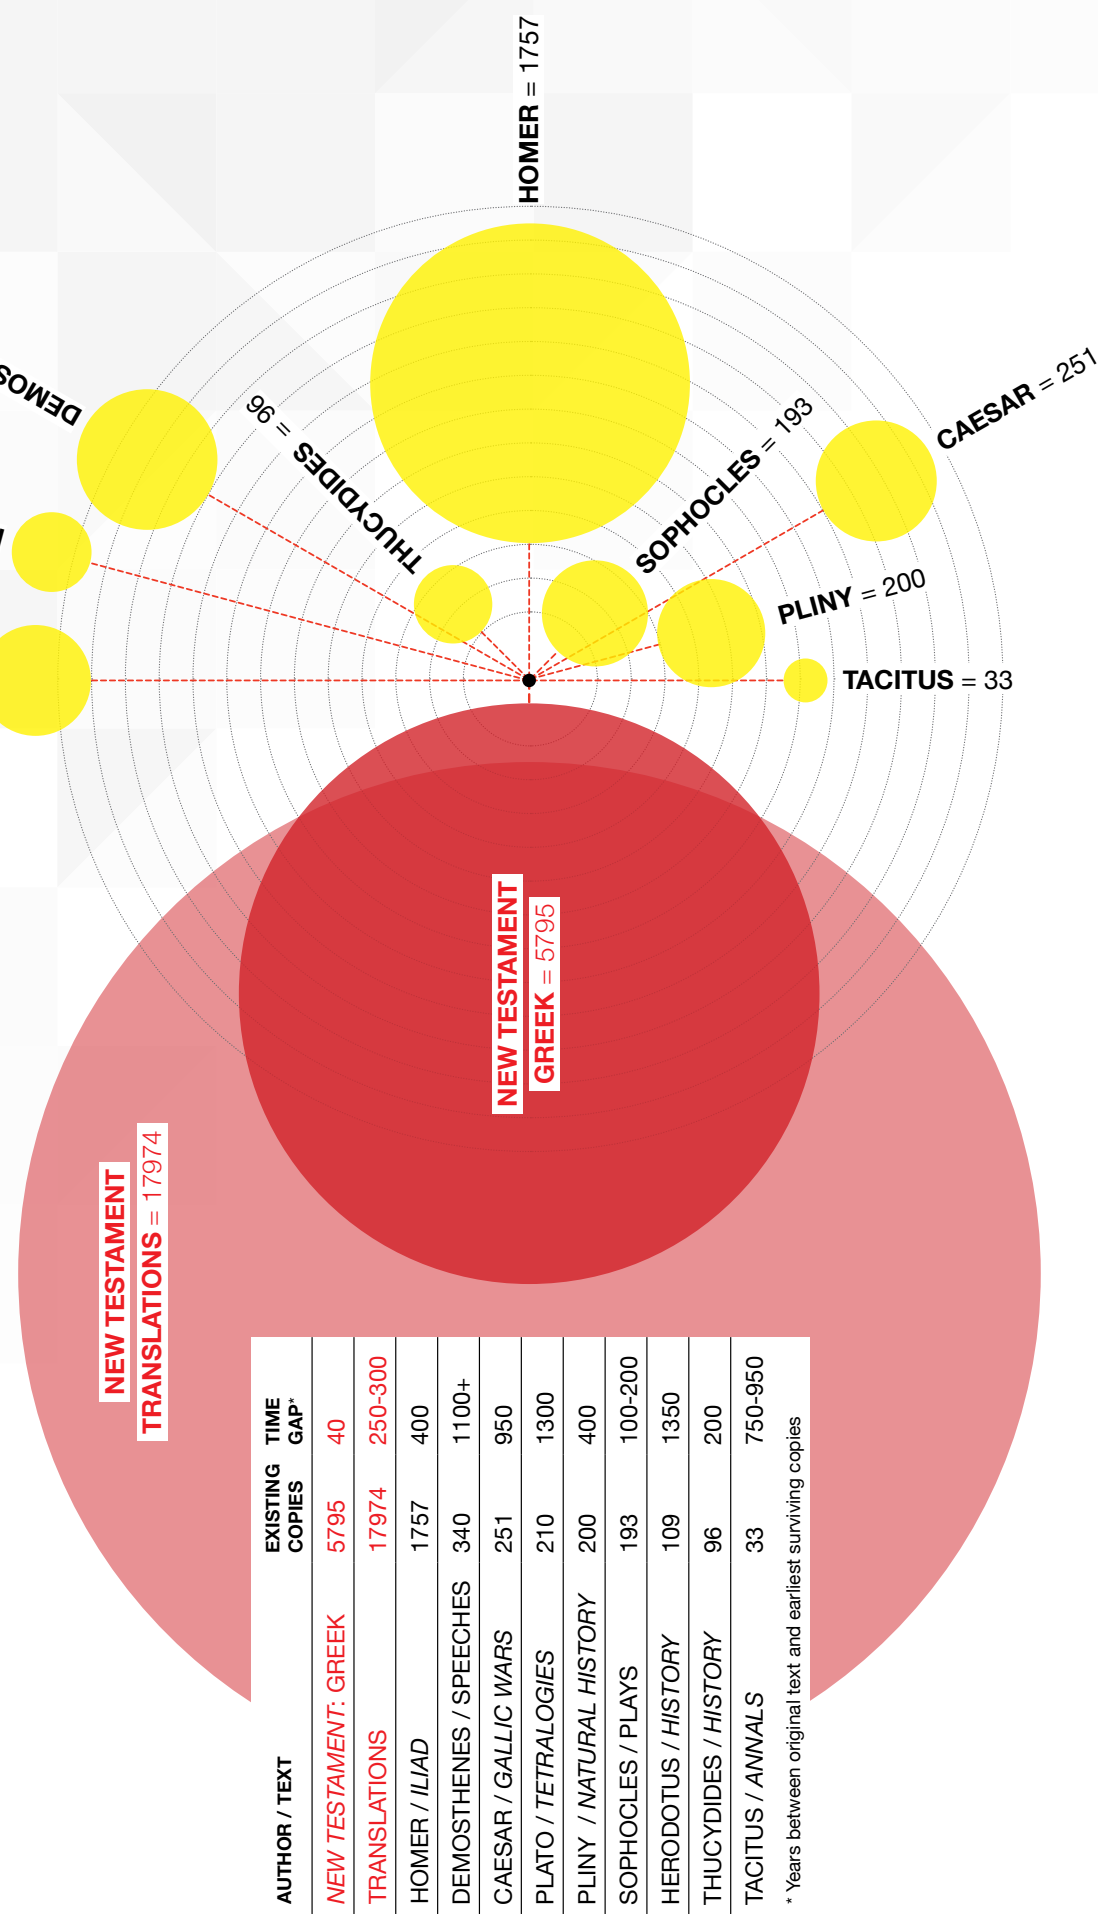 HOMER = 1757
DEMOS
THUCYDIDES = 96
SOPHOCLES = 193
CAESAR = 251
PLINY = 200
TACITUS = 33
NEW TESTAMENT
GREEK = 5795
NEW TESTAMENT
TRANSLATIONS = 17974
AUTHOR / TEXT EXISTING COPIES TIME GAP*
NEW TESTAMENT: GREEK 5795 40
TRANSLATIONS 17974 250-300
HOMER / ILIAD 1757 400
DEMOSTHENES / SPEECHES 340 1100+
CAESAR / GALLIC WARS 251 950
PLATO / TETRALOGIES 210 1300
PLINY / NATURAL HISTORY 200 400
SOPHOCLES / PLAYS 193 100-200
HERODOTUS / HISTORY 109 1350
THUCYDIDES / HISTORY 96 200
TACITUS / ANNALS 33 750-950
* Years between original text and earliest surviving copies